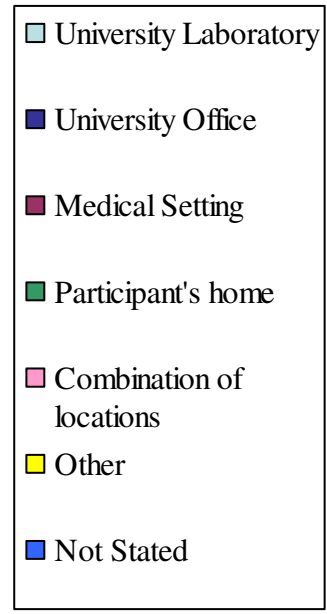 University Laboratory
University Office
Medical Setting
Participant's home
Combination of
locations
Other
Not Stated